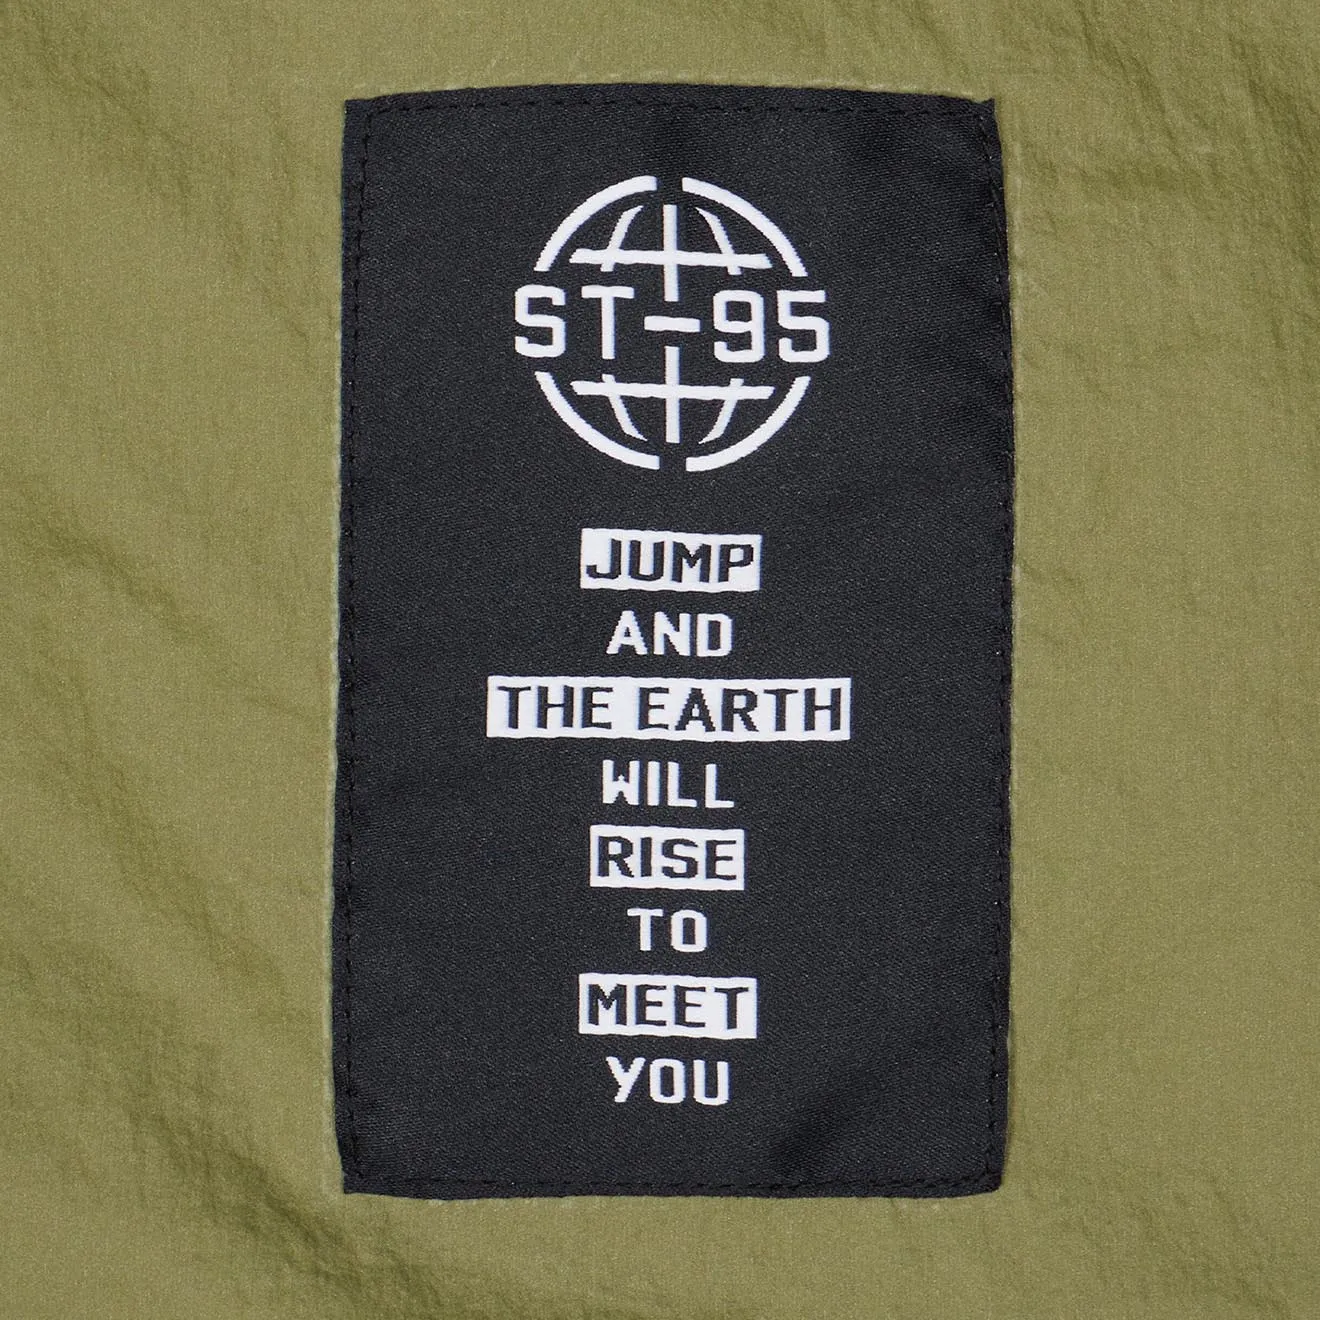 ST-95
JUMP
AND
THE EARTH
WILL
RISE
TO
MEET
YOU